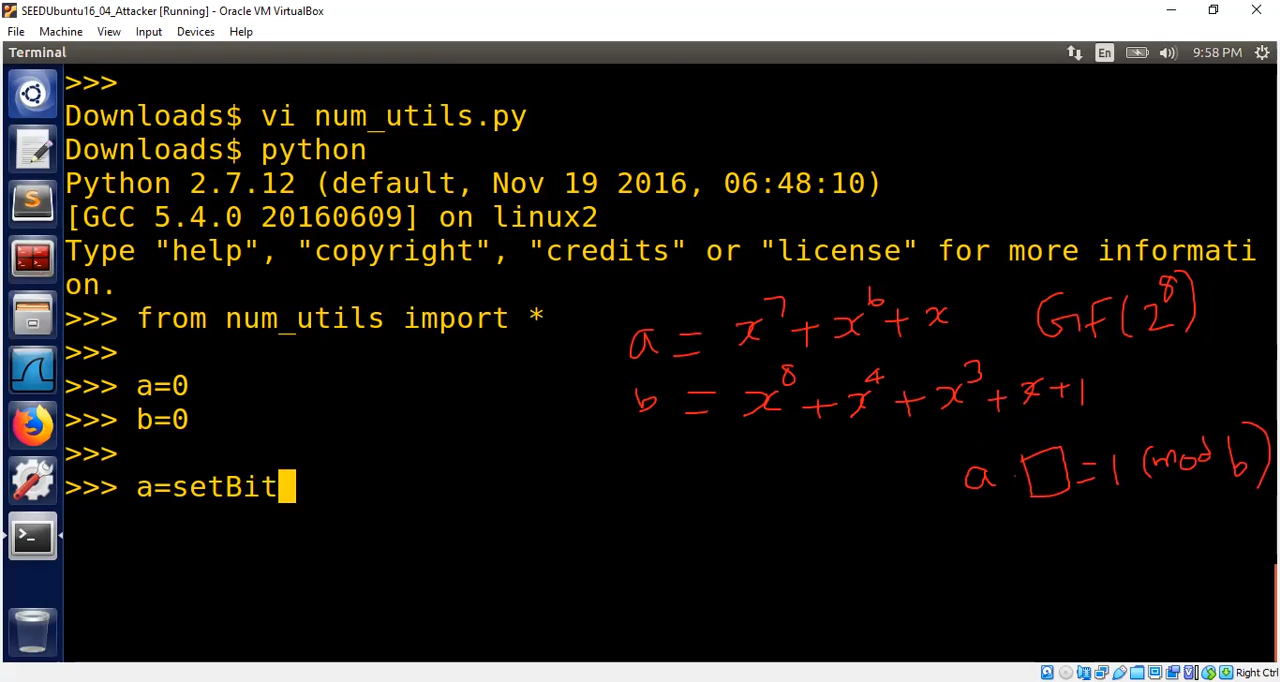 SEEDUbuntu16_04_Attacker [Running] - Oracle VM VirtualBox
File Machine View Input Devices Help
Terminal En 9:58 PM
>>>
Downloads$ vi num_utils.py
Downloads$ python
Python 2.7.12 (default, Nov 19 2016, 06:48:10)
[GCC 5.4.0 20160609] on linux2
Type "help", "copyright", "credits" or "license" for more informati
on.
>>> from num_utils import *
>>>
>>> a=0
>>> b=0
>>>
>>> a=setBit
a = x^7 + x^6 + x GF(2^8)
b = x^8 + x^4 + x^3 + x + 1
a · □ = 1 (mod b)
Right Ctrl